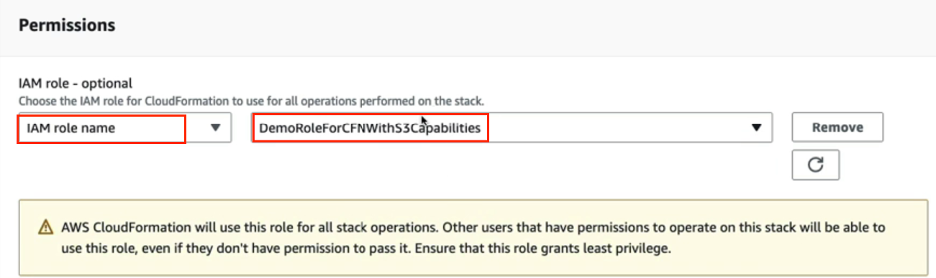 Permissions
IAM role - optional
Choose the IAM role for CloudFormation to use for all operations performed on the stack.
IAM role name
DemoRoleForCFNWithS3Capabilities
Remove
AWS CloudFormation will use this role for all stack operations. Other users that have permissions to operate on this stack will be able to
use this role, even if they don't have permission to pass it. Ensure that this role grants least privilege.